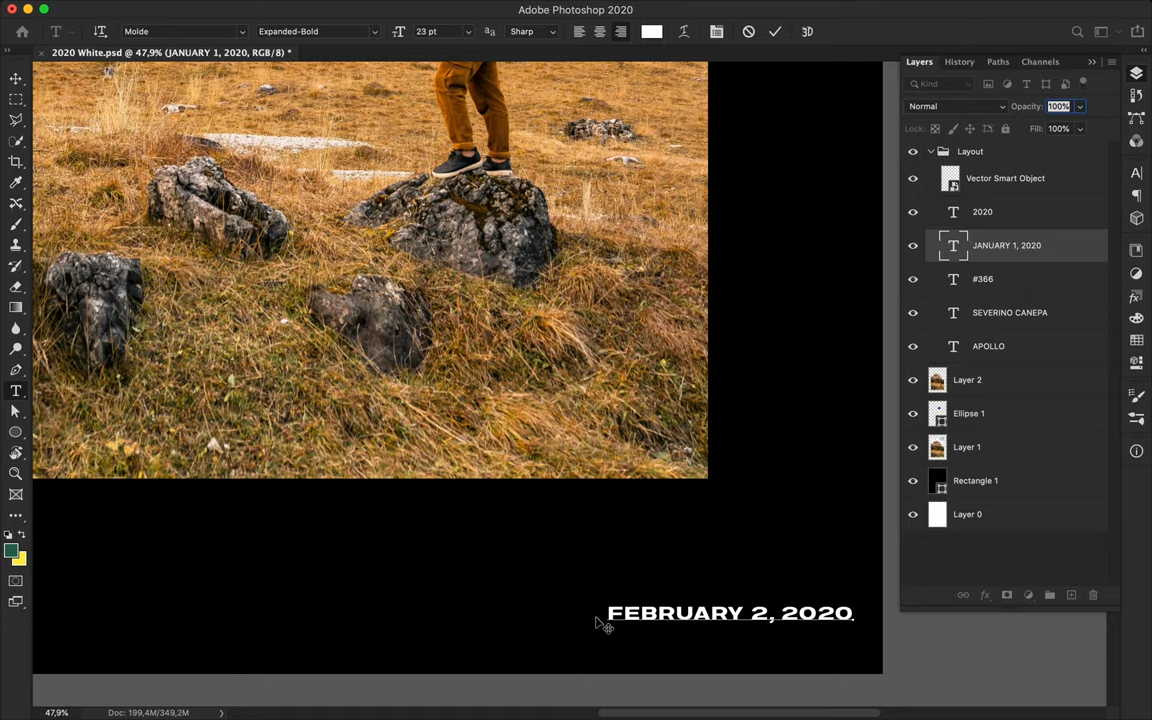 Adobe Photoshop 2020
Molde
Expanded-Bold
23 pt
Sharp
3D
2020 White.psd @ 47,9% (JANUARY 1, 2020, RGB/8) *
Layers
History
Paths
Channels
Kind
Normal
Opacity: 100%
Lock:
Fill: 100%
Layout
Vector Smart Object
2020
JANUARY 1, 2020
#366
SEVERINO CANEPA
APOLLO
Layer 2
Ellipse 1
Layer 1
Rectangle 1
Layer 0
FEBRUARY 2, 2020
47,9%
Doc: 199,4M/349,2M